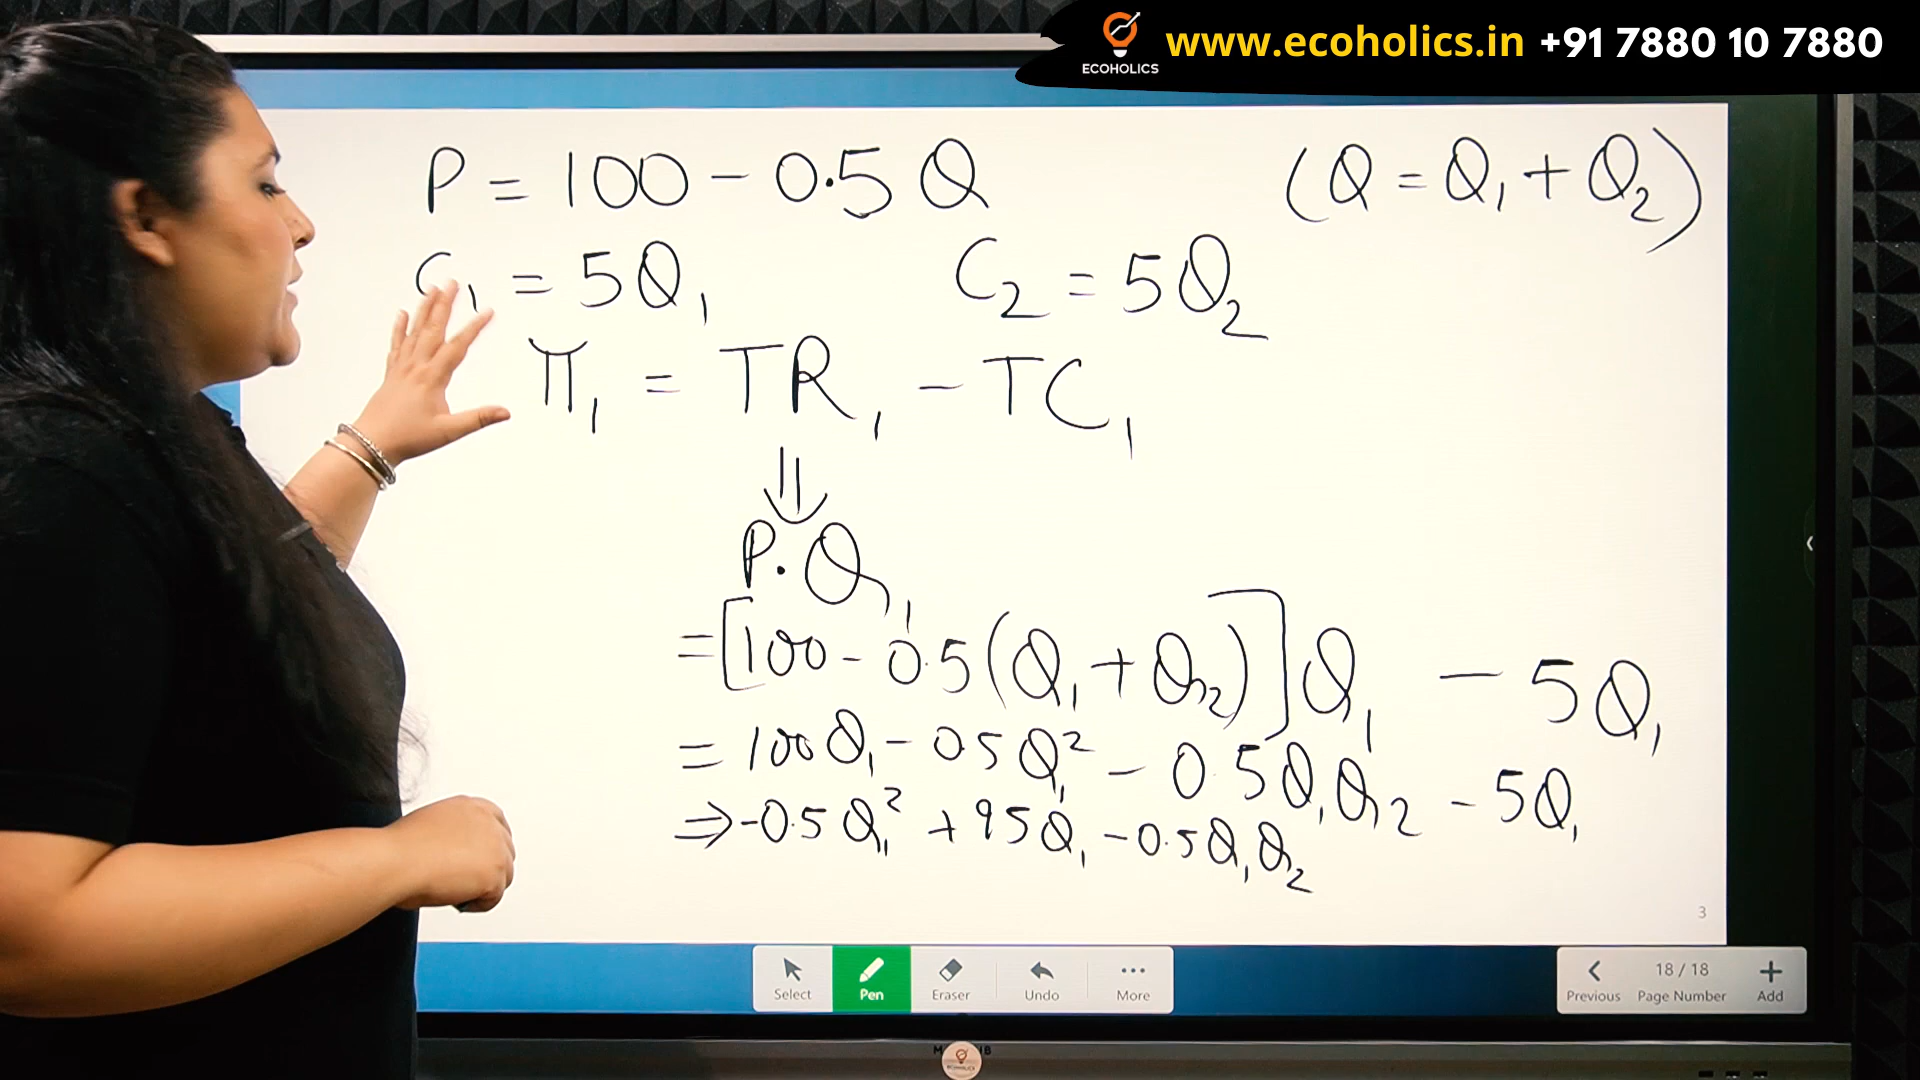 www.ecoholics.in +91 7880 10 7880
ECOHOLICS
P = 100 - 0.5 Q (Q = Q₁ + Q₂)
C₁ = 5Q₁ C₂ = 5Q₂
π₁ = TR₁ - TC₁
⇓
P.Q₁
= [100 - 0.5(Q₁ + Q₂)]Q₁ - 5Q₁
= 100Q₁ - 0.5Q₁² - 0.5Q₁Q₂ - 5Q₁
⇒ -0.5Q₁² + 95Q₁ - 0.5Q₁Q₂
3
Select Pen Eraser Undo More
18 / 18
Previous Page Number Add